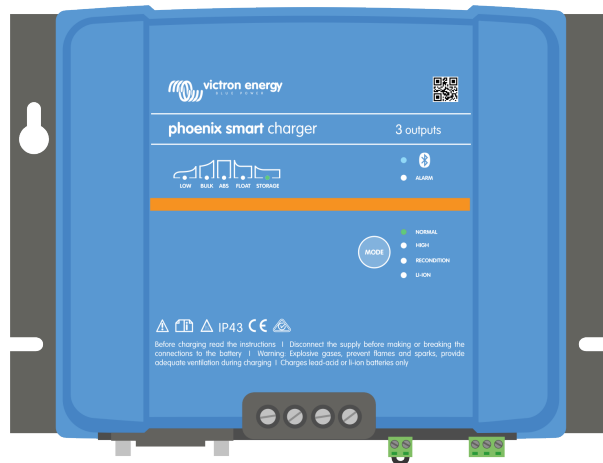 victron energy
BLUE POWER
phoenix smart charger 3 outputs
LOW BULK ABS FLOAT STORAGE
ALARM
NORMAL
MODE
HIGH
RECONDITION
LI-ION
IP43 CE
Before charging read the instructions I Disconnect the supply before making or breaking the
connections to the battery I Warning: Explosive gases, prevent flames and sparks, provide
adequate ventilation during charging I Charges lead-acid or li-ion batteries only